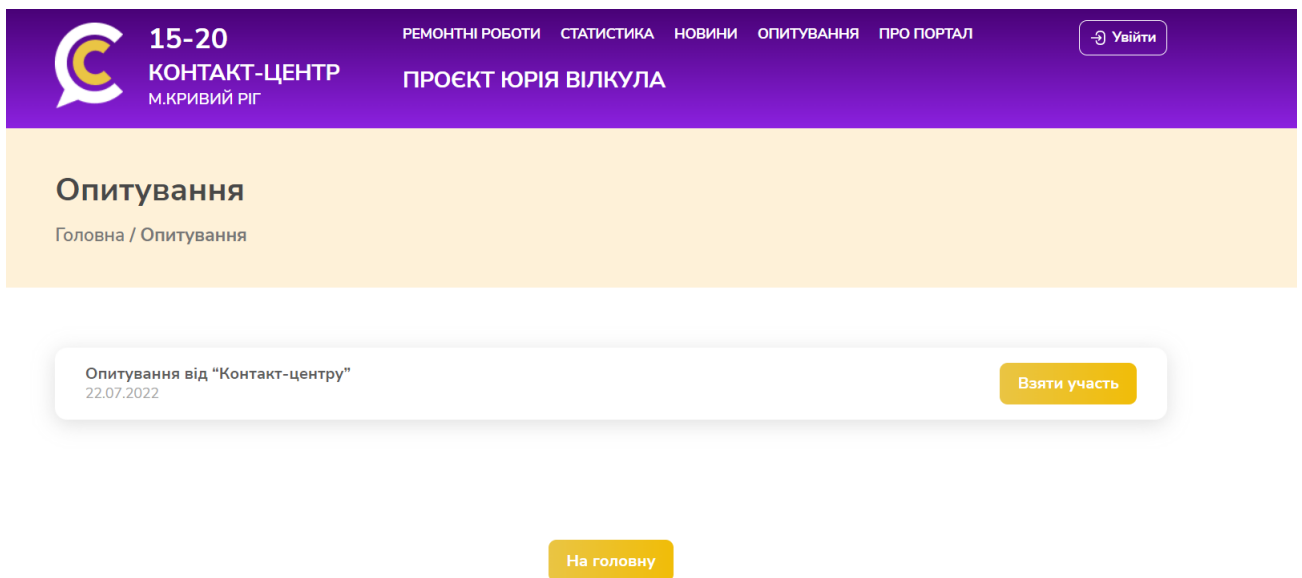 15-20
КОНТАКТ-ЦЕНТР
М.КРИВИЙ РІГ
РЕМОНТНІ РОБОТИ СТАТИСТИКА НОВИНИ ОПИТУВАННЯ ПРО ПОРТАЛ
ПРОЄКТ ЮРІЯ ВІЛКУЛА
Увійти
Опитування
Головна / Опитування
Опитування від “Контакт-центру”
22.07.2022
Взяти участь
На головну